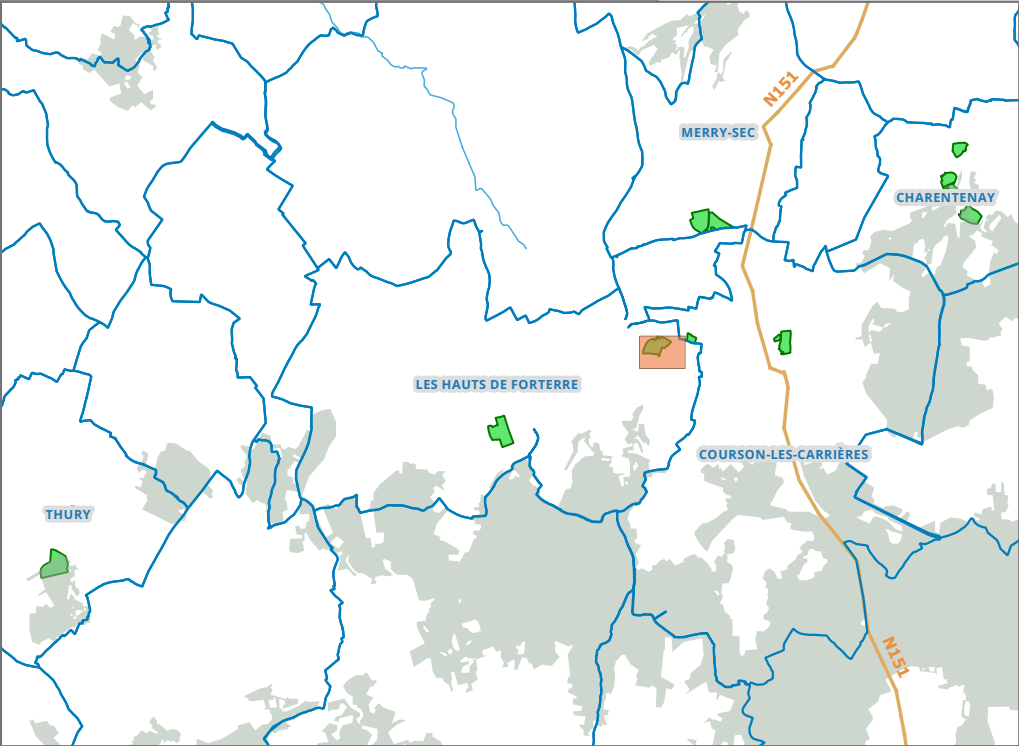 N151
MERRY-SEC
CHARENTENAY
LES HAUTS DE FORTERRE
COURSON-LES-CARRIÈRES
THURY
N151